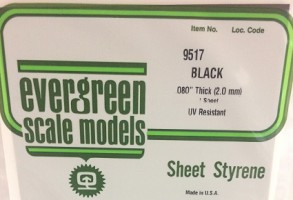 Item No. Loc. Code
9517
BLACK
.080" Thick (2.0 mm)
1 Sheet
UV Resistant
evergreen
scale models
Sheet Styrene
Made in U.S.A.